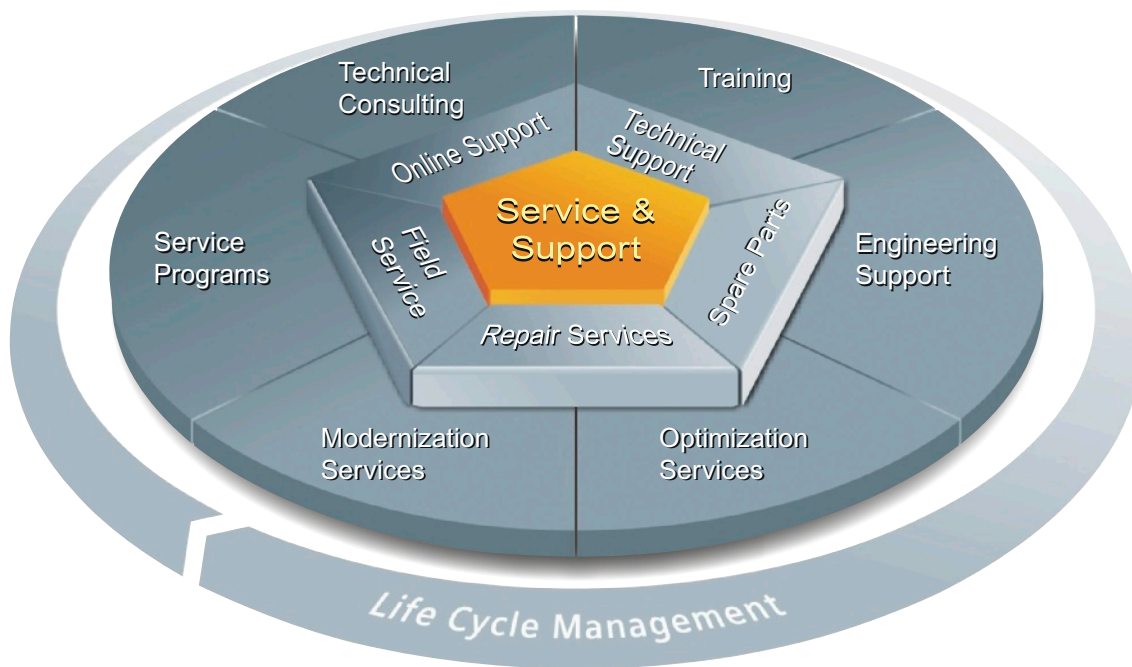 Technical
Consulting
Training
Online Support
Technical
Support
Service &
Support
Field
Service
Spare Parts
Service
Programs
Engineering
Support
Repair Services
Modernization
Services
Optimization
Services
Life Cycle Management